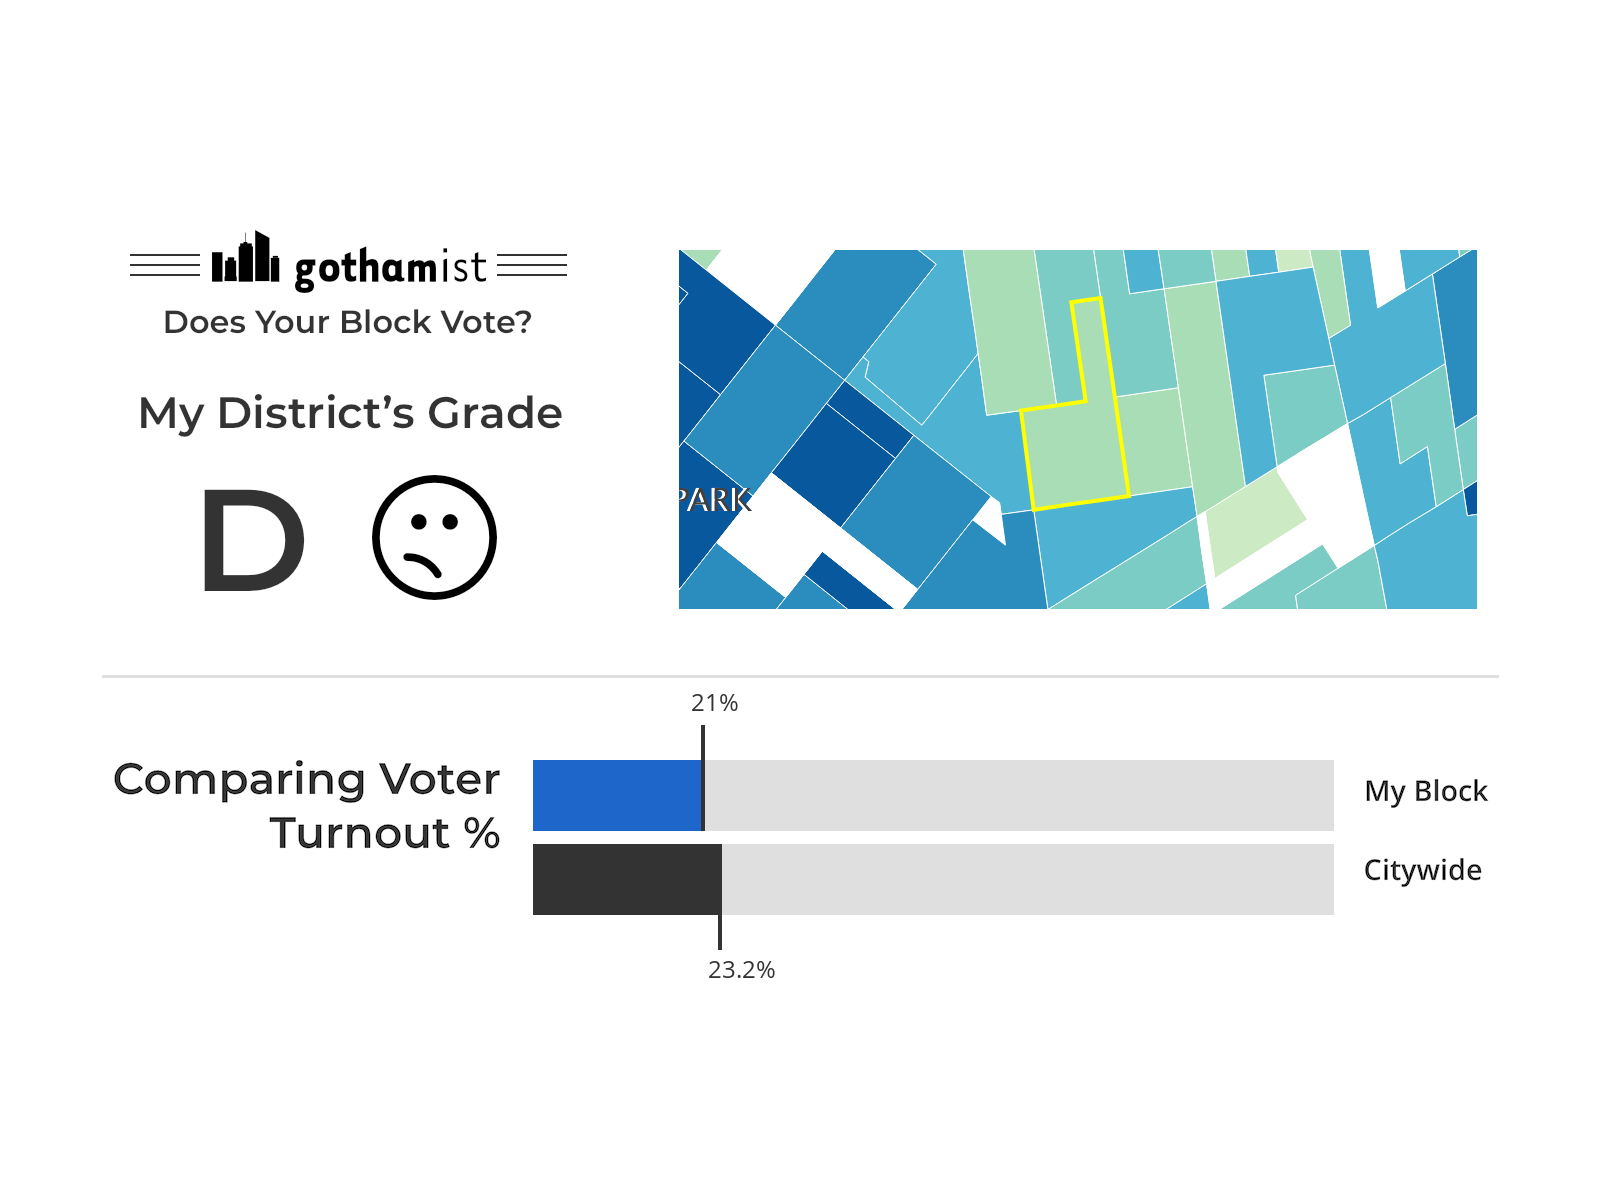 gothamist
Does Your Block Vote?
My District’s Grade
D
PARK
21%
Comparing Voter
Turnout %
My Block
Citywide
23.2%